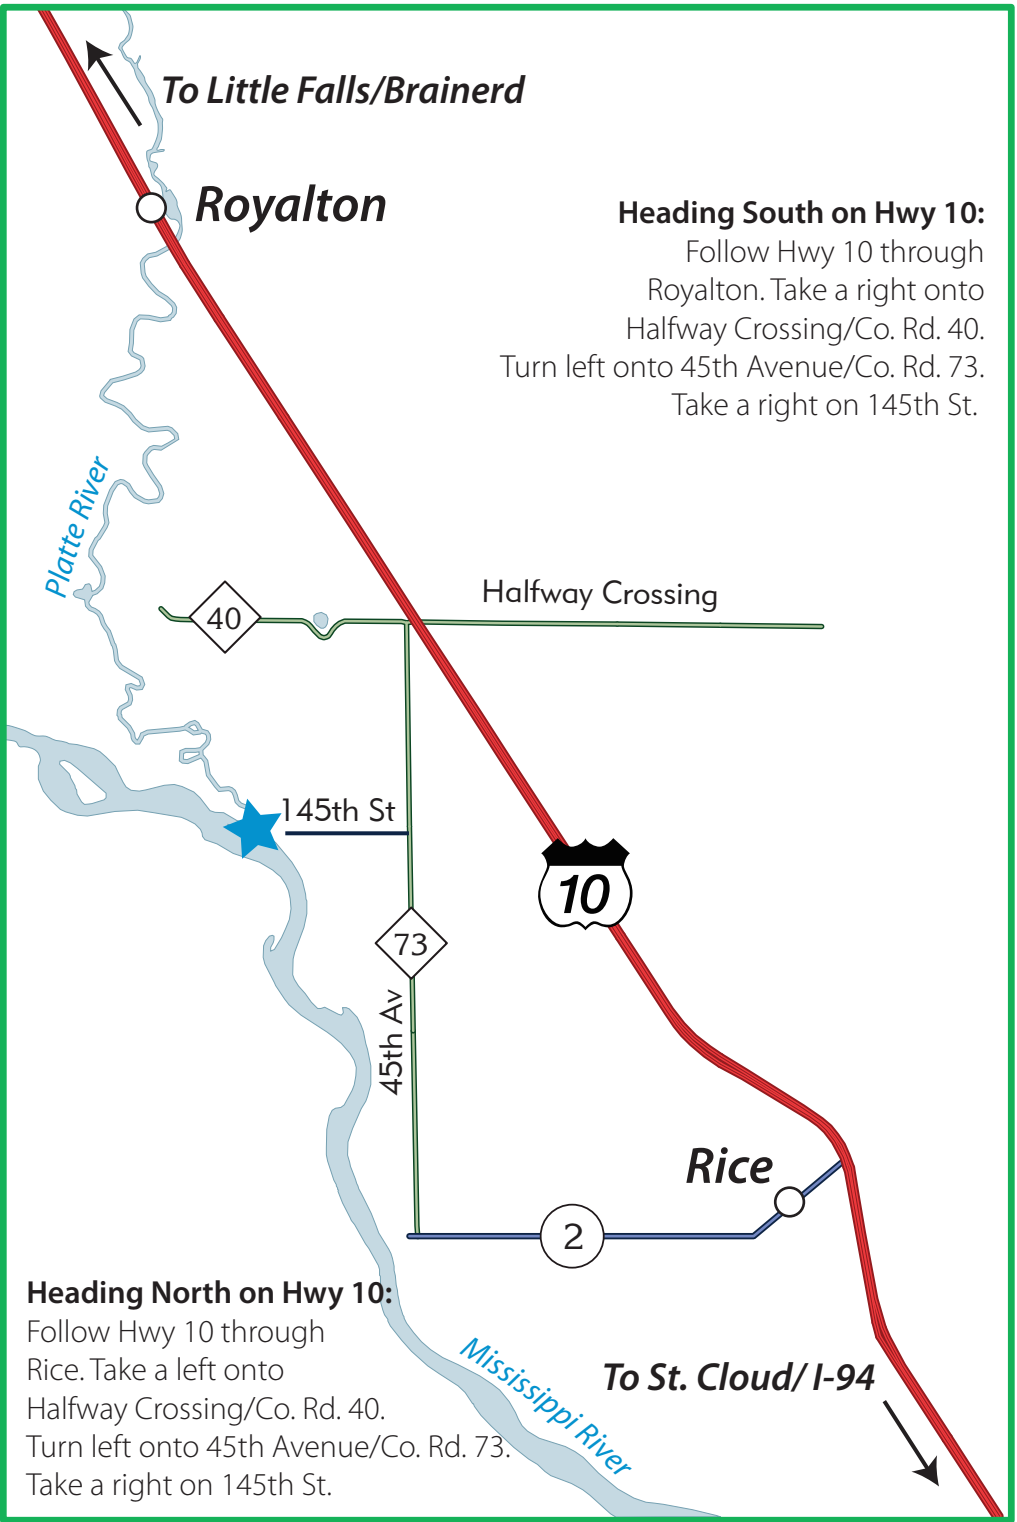 To Little Falls/Brainerd
Royalton
Heading South on Hwy 10:
Follow Hwy 10 through
Royalton. Take a right onto
Halfway Crossing/Co. Rd. 40.
Turn left onto 45th Avenue/Co. Rd. 73.
Take a right on 145th St.
Platte River
Halfway Crossing
40
145th St
10
73
45th Av
Rice
2
Heading North on Hwy 10:
Follow Hwy 10 through
Rice. Take a left onto
Halfway Crossing/Co. Rd. 40.
Turn left onto 45th Avenue/Co. Rd. 73.
Take a right on 145th St.
Mississippi River
To St. Cloud/ I-94